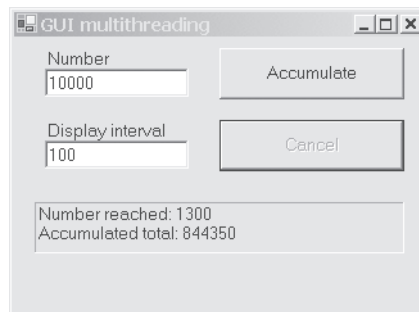 GUI multithreading
Number
10000
Accumulate
Display interval
100
Cancel
Number reached: 1300
Accumulated total: 844350